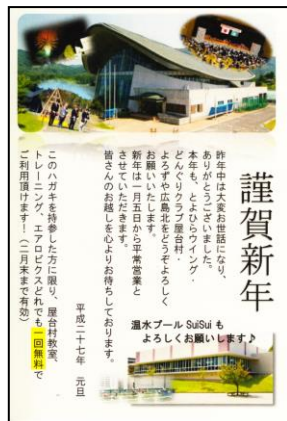 謹賀新年
昨年中は大変お世話になり、
ありがとうございました。
本年も、とよひらウイング・
どんぐりクラブ屋台村・
よろずや広島北をどうぞよろしく
お願いいたします。
新年は一月五日から平常営業と
させていただきます。
皆さんのお越しを心よりお待ちしております。
平成二十七年　元旦
このハガキを持参した方に限り、屋台村教室、
トレーニング、エアロビクスどれでも一回無料で
ご利用頂けます!（二月末まで有効）
温水プール SuiSui も
よろしくお願いします♪